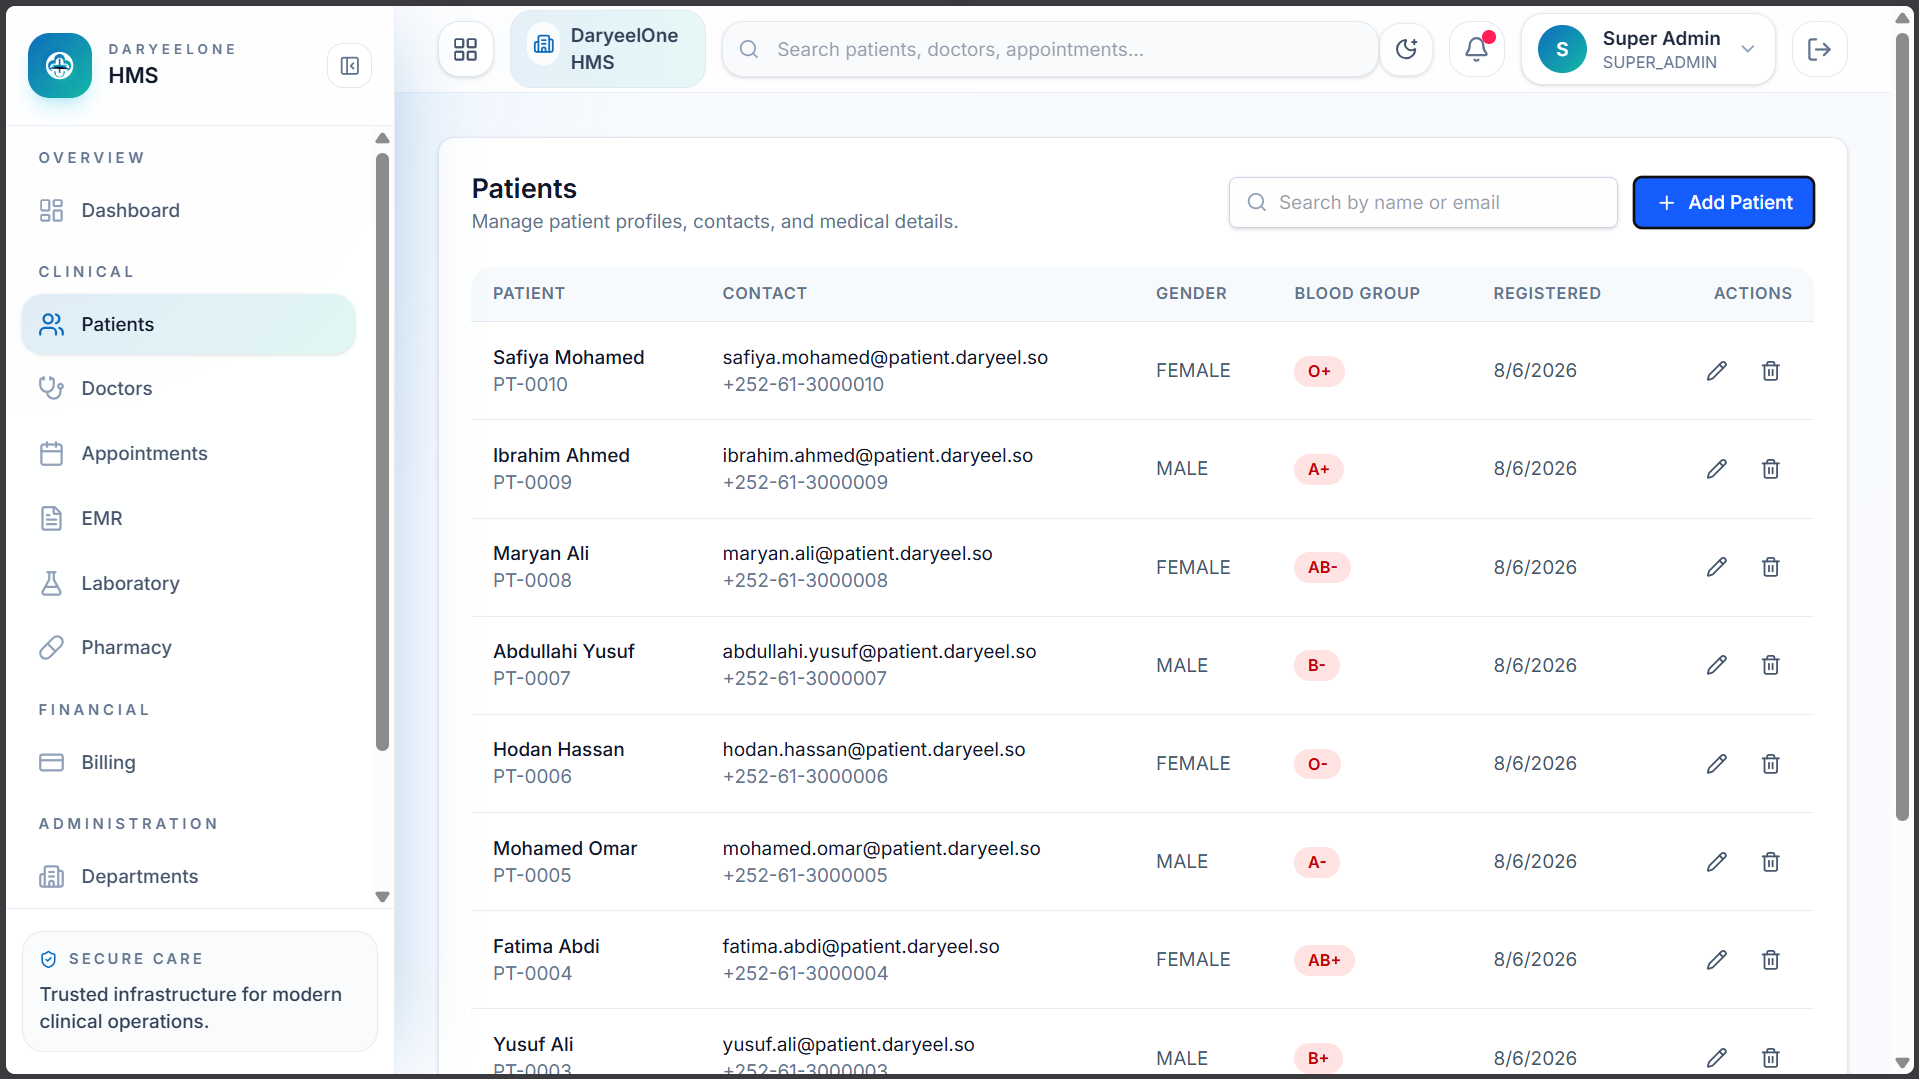 DARYEELONE
HMS
OVERVIEW
Dashboard
CLINICAL
Patients
Doctors
Appointments
EMR
Laboratory
Pharmacy
FINANCIAL
Billing
ADMINISTRATION
Departments
SECURE CARE
Trusted infrastructure for modern
clinical operations.
DaryeelOne
HMS
Search patients, doctors, appointments...
S
Super Admin
SUPER_ADMIN
Patients
Manage patient profiles, contacts, and medical details.
Search by name or email
+ Add Patient
PATIENT CONTACT GENDER BLOOD GROUP REGISTERED ACTIONS
Safiya Mohamed safiya.mohamed@patient.daryeel.so FEMALE O+ 8/6/2026
PT-0010 +252-61-3000010
Ibrahim Ahmed ibrahim.ahmed@patient.daryeel.so MALE A+ 8/6/2026
PT-0009 +252-61-3000009
Maryan Ali maryan.ali@patient.daryeel.so FEMALE AB- 8/6/2026
PT-0008 +252-61-3000008
Abdullahi Yusuf abdullahi.yusuf@patient.daryeel.so MALE B- 8/6/2026
PT-0007 +252-61-3000007
Hodan Hassan hodan.hassan@patient.daryeel.so FEMALE O- 8/6/2026
PT-0006 +252-61-3000006
Mohamed Omar mohamed.omar@patient.daryeel.so MALE A- 8/6/2026
PT-0005 +252-61-3000005
Fatima Abdi fatima.abdi@patient.daryeel.so FEMALE AB+ 8/6/2026
PT-0004 +252-61-3000004
Yusuf Ali yusuf.ali@patient.daryeel.so MALE B+ 8/6/2026
PT-0003 +252-61-3000003